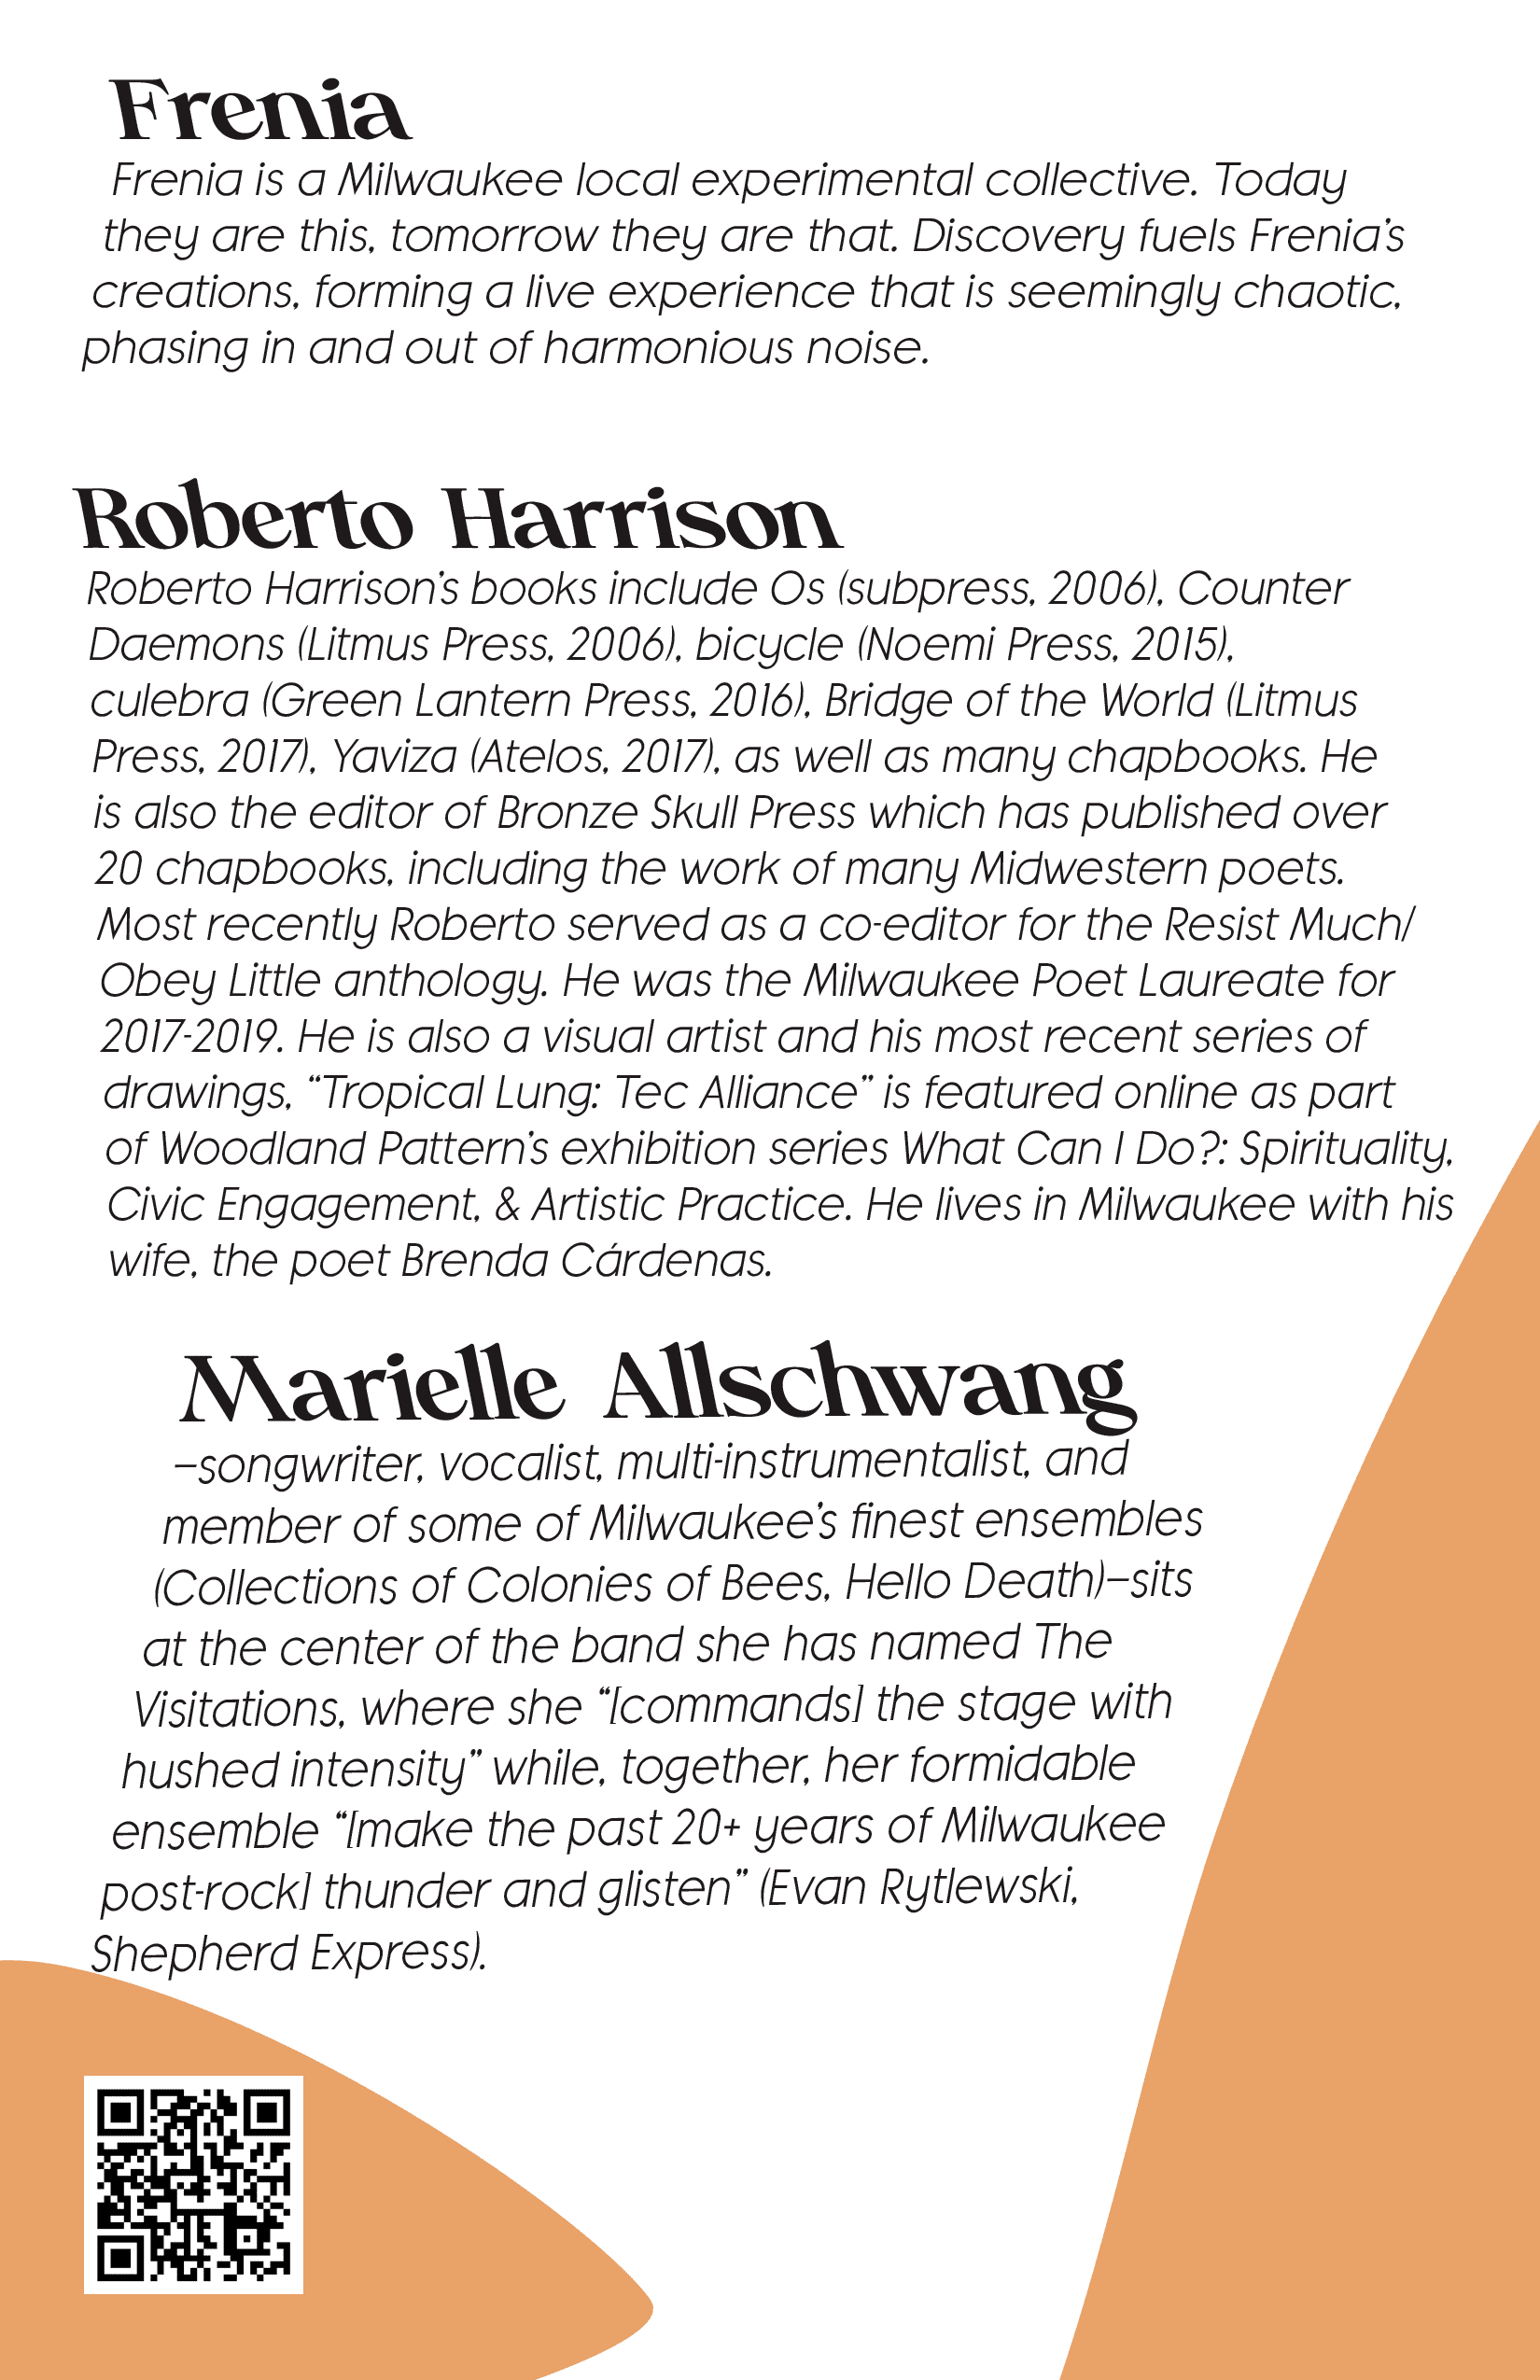 Frenia
Frenia is a Milwaukee local experimental collective. Today
they are this, tomorrow they are that. Discovery fuels Frenia’s
creations, forming a live experience that is seemingly chaotic,
phasing in and out of harmonious noise.
Roberto Harrison
Roberto Harrison’s books include Os (subpress, 2006), Counter
Daemons (Litmus Press, 2006), bicycle (Noemi Press, 2015),
culebra (Green Lantern Press, 2016), Bridge of the World (Litmus
Press, 2017), Yaviza (Atelos, 2017), as well as many chapbooks. He
is also the editor of Bronze Skull Press which has published over
20 chapbooks, including the work of many Midwestern poets.
Most recently Roberto served as a co-editor for the Resist Much/
Obey Little anthology. He was the Milwaukee Poet Laureate for
2017-2019. He is also a visual artist and his most recent series of
drawings, “Tropical Lung: Tec Alliance” is featured online as part
of Woodland Pattern’s exhibition series What Can I Do?: Spirituality,
Civic Engagement, & Artistic Practice. He lives in Milwaukee with his
wife, the poet Brenda Cárdenas.
Marielle Allschwang
–songwriter, vocalist, multi-instrumentalist, and
member of some of Milwaukee’s finest ensembles
(Collections of Colonies of Bees, Hello Death)–sits
at the center of the band she has named The
Visitations, where she “[commands] the stage with
hushed intensity” while, together, her formidable
ensemble “[make the past 20+ years of Milwaukee
post-rock] thunder and glisten” (Evan Rytlewski,
Shepherd Express).